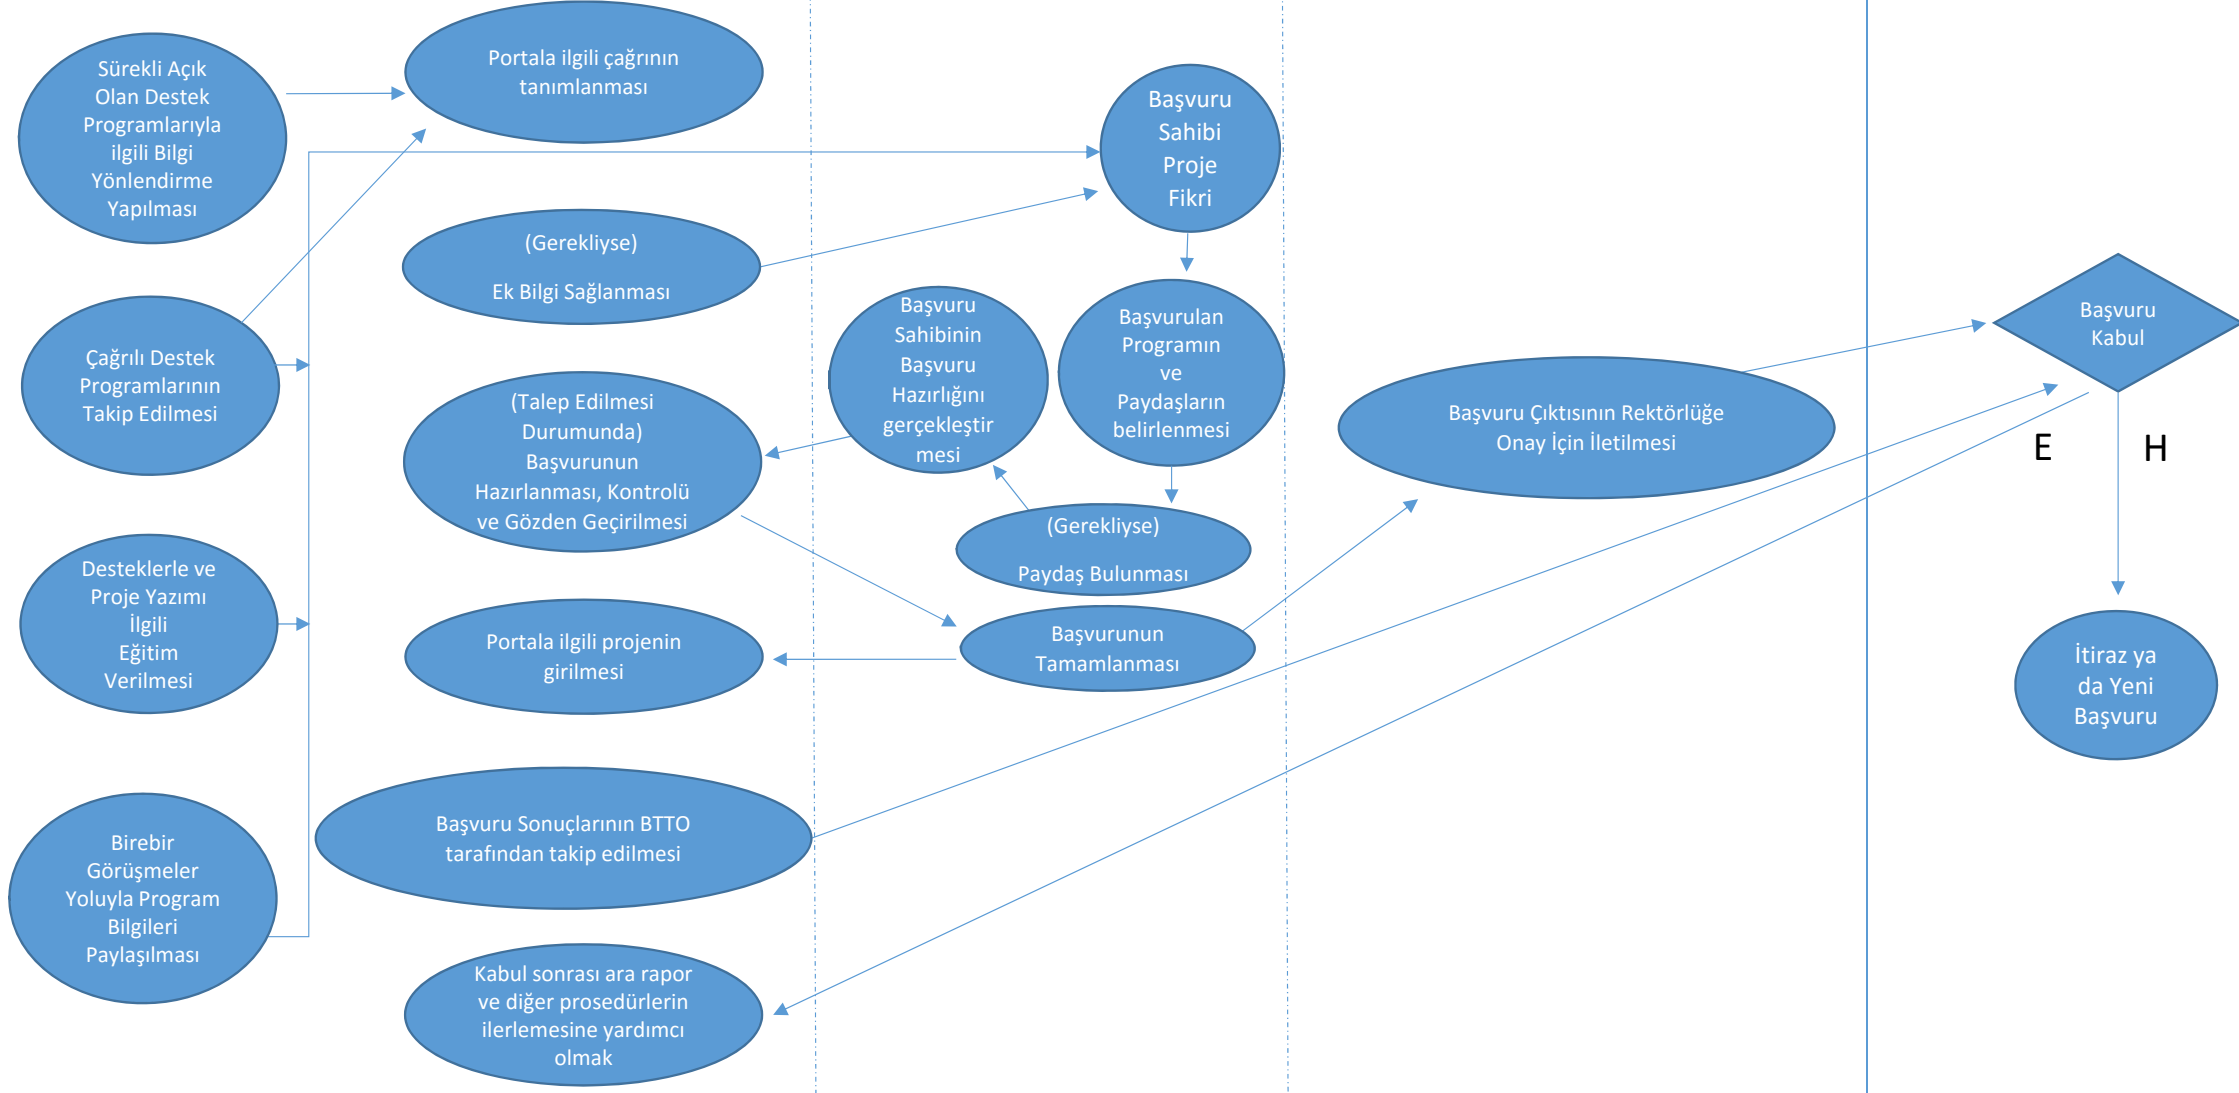 Sürekli Açık
Olan Destek
Programlarıyla
ilgili Bilgi
Yönlendirme
Yapılması
Çağrılı Destek
Programlarının
Takip Edilmesi
Desteklerle ve
Proje Yazımı
İlgili
Eğitim
Verilmesi
Birebir
Görüşmeler
Yoluyla Program
Bilgileri
Paylaşılması
Portala ilgili çağrının
tanımlanması
(Gerekliyse)
Ek Bilgi Sağlanması
(Talep Edilmesi
Durumunda)
Başvurunun
Hazırlanması, Kontrolü
ve Gözden Geçirilmesi
Portala ilgili projenin
girilmesi
Başvuru Sonuçlarının BTTO
tarafından takip edilmesi
Kabul sonrası ara rapor
ve diğer prosedürlerin
ilerlemesine yardımcı
olmak
Başvuru
Sahibi
Proje
Fikri
Başvuru
Sahibinin
Başvuru
Hazırlığını
gerçekleştir
mesi
Başvurulan
Programın
ve
Paydaşların
belirlenmesi
(Gerekliyse)
Paydaş Bulunması
Başvurunun
Tamamlanması
Başvuru Çıktısının Rektörlüğe
Onay İçin İletilmesi
Başvuru
Kabul
E
H
İtiraz ya
da Yeni
Başvuru